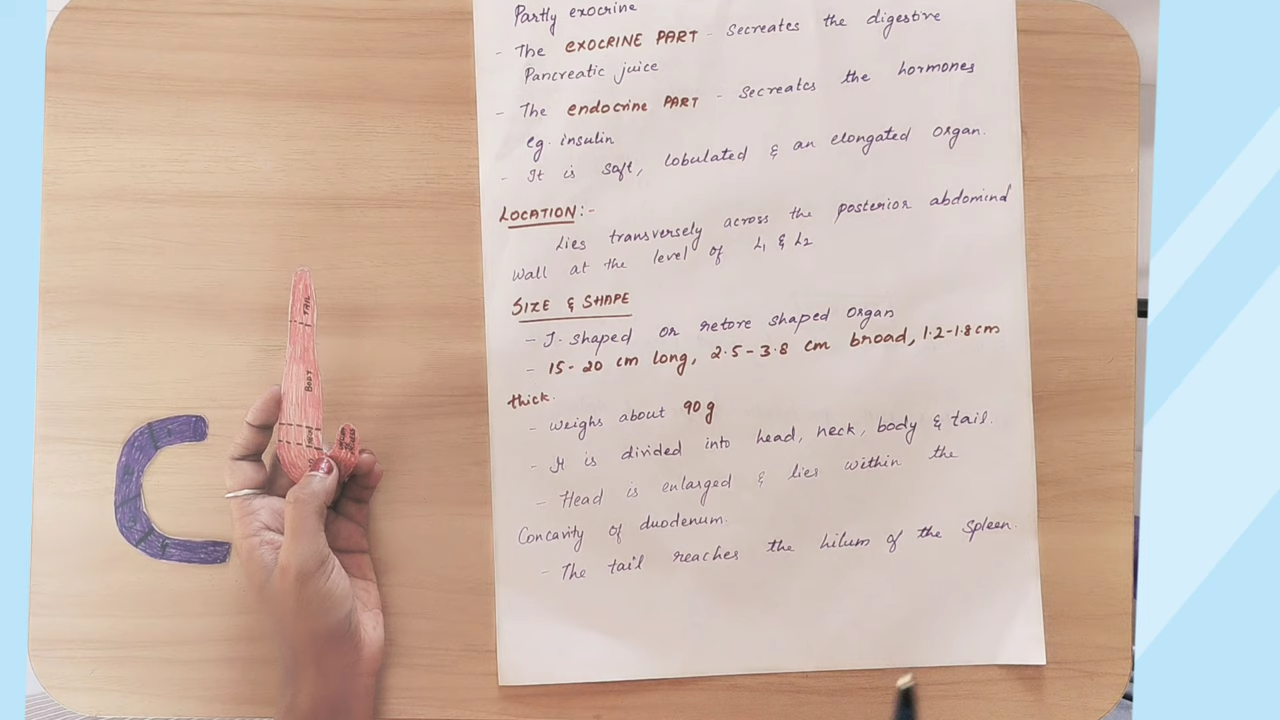 Partly exocrine
- The EXOCRINE PART - Secreates the digestive
Pancreatic juice
- The endocrine PART - Secreates the hormones
eg. insulin
- It is soft, lobulated & an elongated organ.
LOCATION:-
Lies transversely across the posterior abdominal
wall at the level of L1 & L2
SIZE & SHAPE
- J-shaped or retore shaped organ
- 15-20 cm long, 2.5-3.8 cm broad, 1.2-1.8cm
thick.
- weighs about 90g
- It is divided into head, neck, body & tail.
- Head is enlarged & lies within the
Concavity of duodenum.
- The tail reaches the hilum of the Spleen.
TAIL
BODY